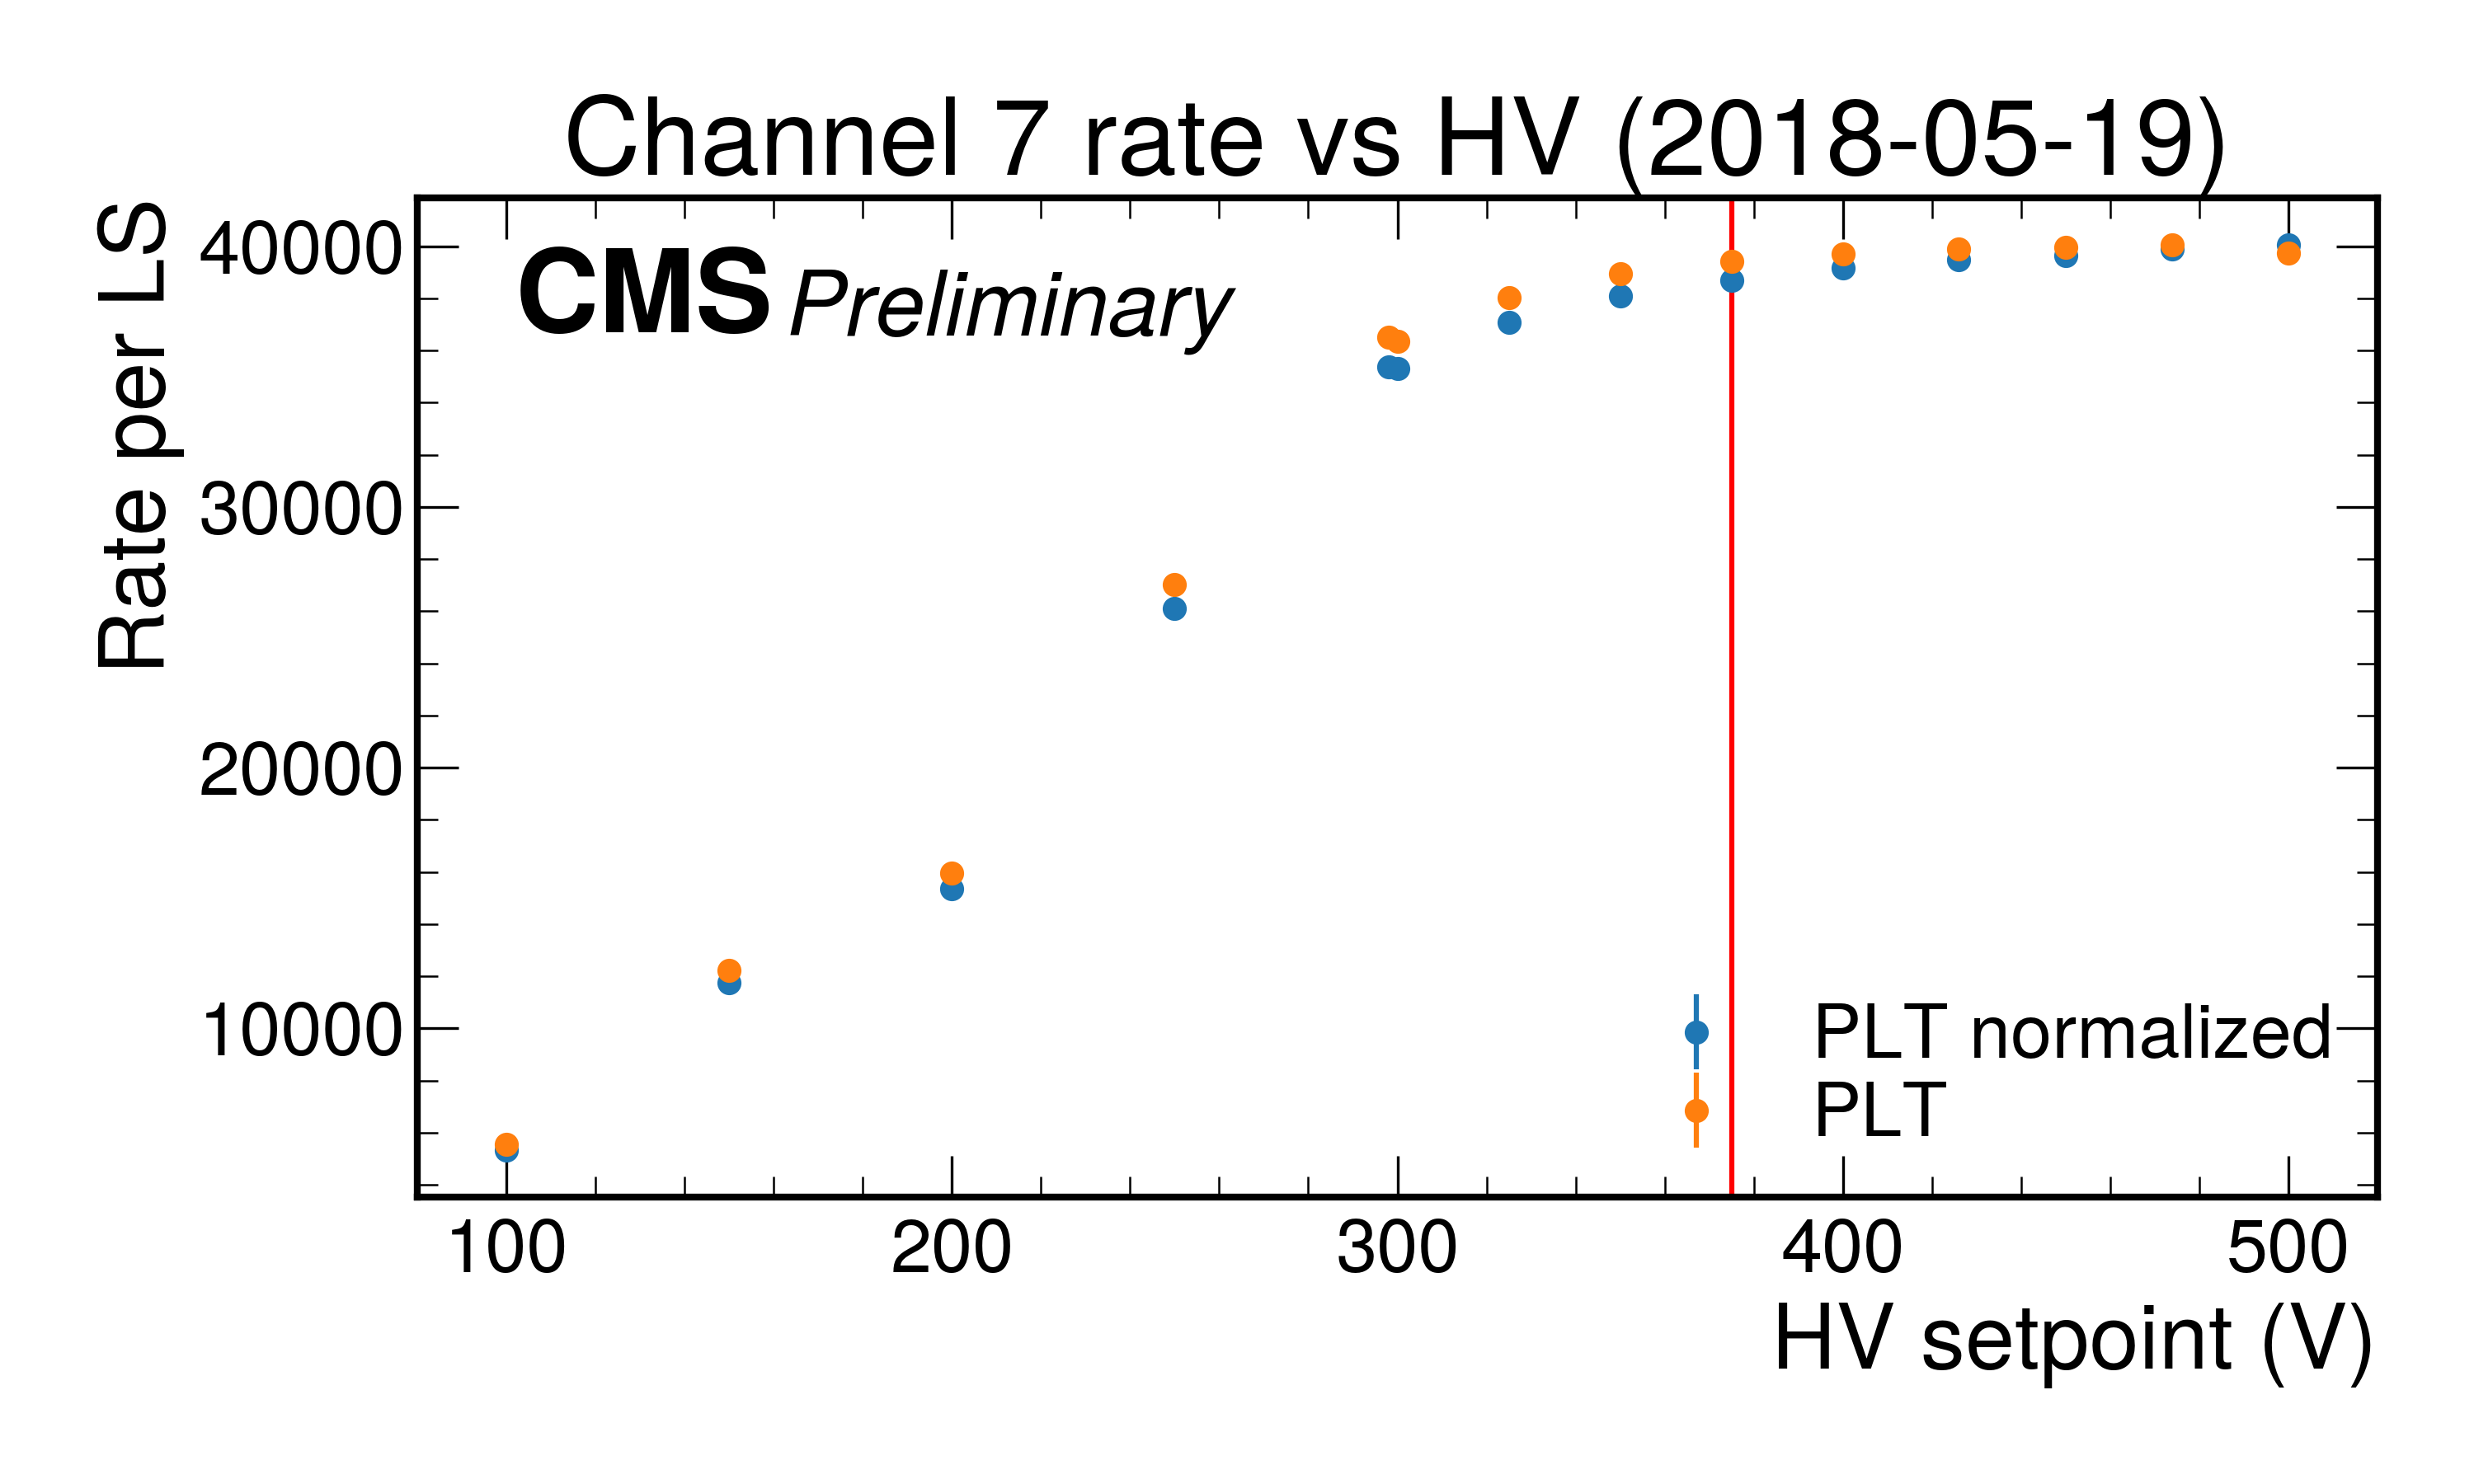 Channel 7 rate vs HV (2018-05-19)
CMS Preliminary
Rate per LS
40000
30000
20000
10000
PLT normalized
PLT
100 200 300 400 500
HV setpoint (V)